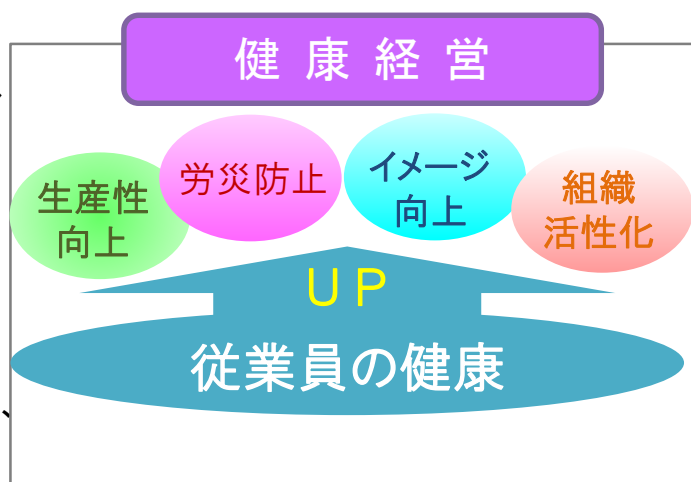 健康経営
生産性
向上
労災防止
イメージ
向上
組織
活性化
UP
従業員の健康